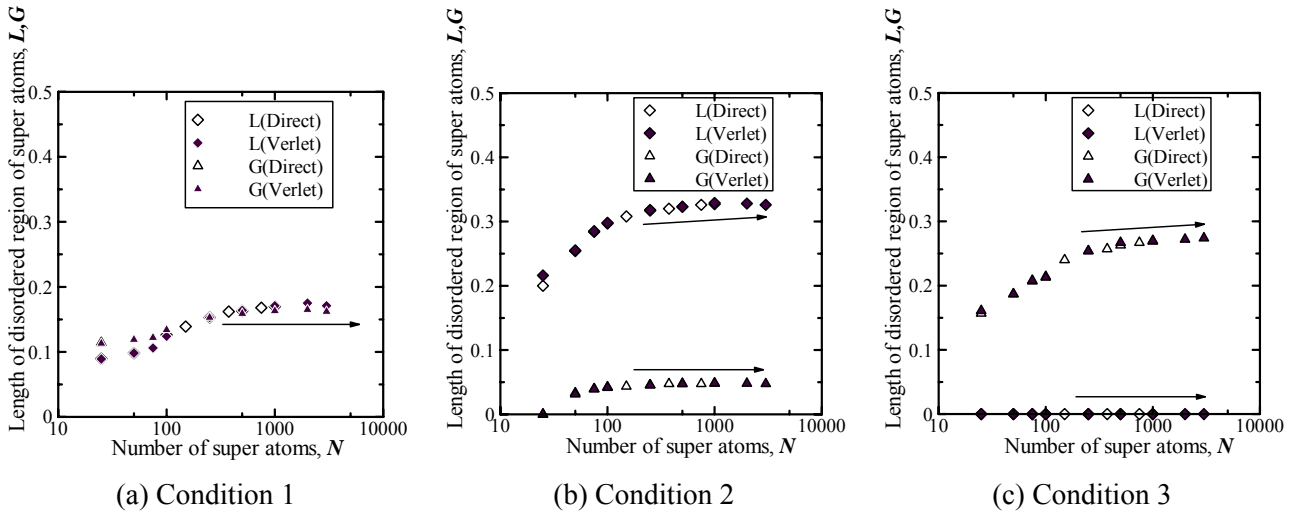 Length of disordered region of super atoms, L,G
0.5
0.4
0.3
0.2
0.1
0
L(Direct)
L(Verlet)
G(Direct)
G(Verlet)
10 100 1000 10000
Number of super atoms, N
(a) Condition 1
Length of disordered region of super atoms, L,G
0.5
0.4
0.3
0.2
0.1
0
L(Direct)
L(Verlet)
G(Direct)
G(Verlet)
10 100 1000 10000
Number of super atoms, N
(b) Condition 2
Length of disordered region of super atoms, L,G
0.5
0.4
0.3
0.2
0.1
0
L(Direct)
L(Verlet)
G(Direct)
G(Verlet)
10 100 1000 10000
Number of super atoms, N
(c) Condition 3